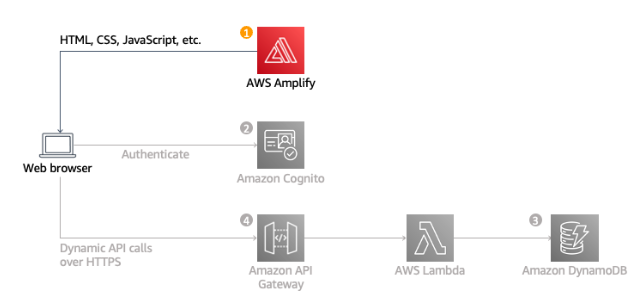 1
HTML, CSS, JavaScript, etc.
AWS Amplify
2
Web browser
Authenticate
Amazon Cognito
4
3
Dynamic API calls
over HTTPS
Amazon API
Gateway
AWS Lambda
Amazon DynamoDB